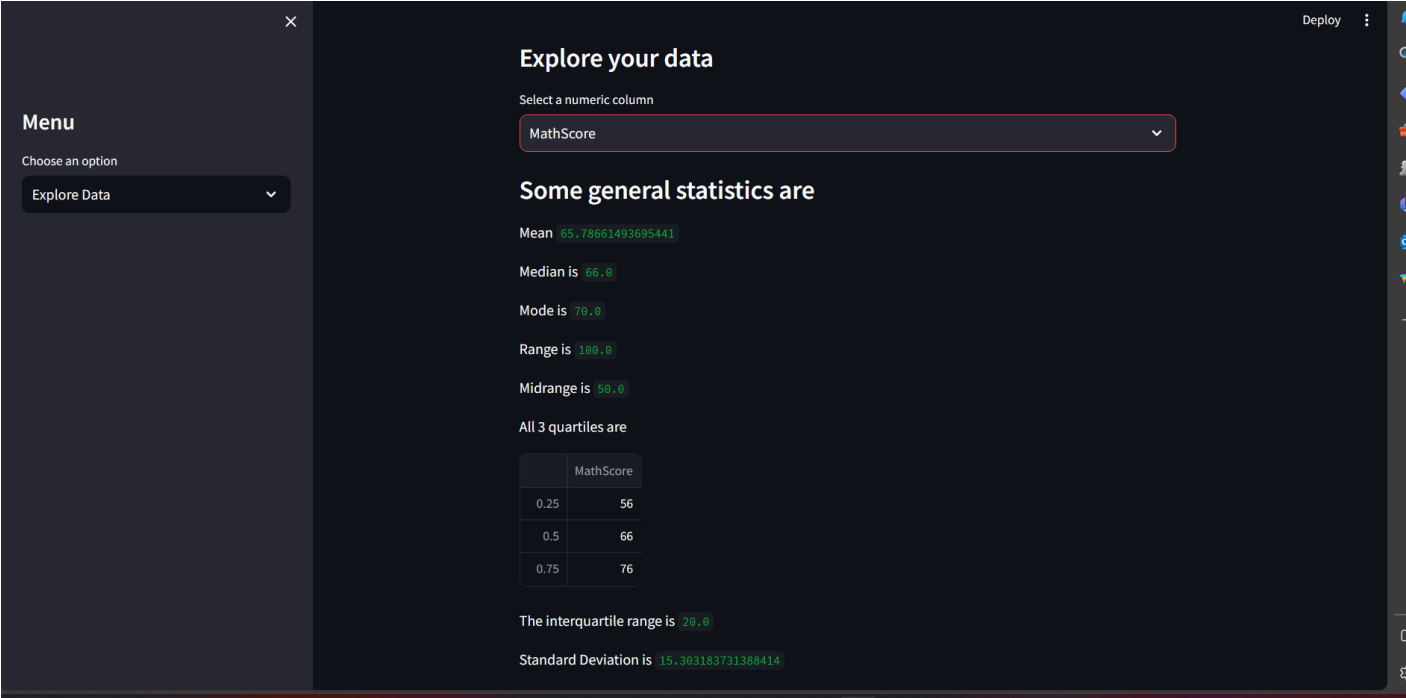 Deploy
Menu
Choose an option
Explore Data
Explore your data
Select a numeric column
MathScore
Some general statistics are
Mean 65.78661493695441
Median is 66.0
Mode is 70.0
Range is 100.0
Midrange is 50.0
All 3 quartiles are
MathScore
0.25 56
0.5 66
0.75 76
The interquartile range is 20.0
Standard Deviation is 15.303183731388414